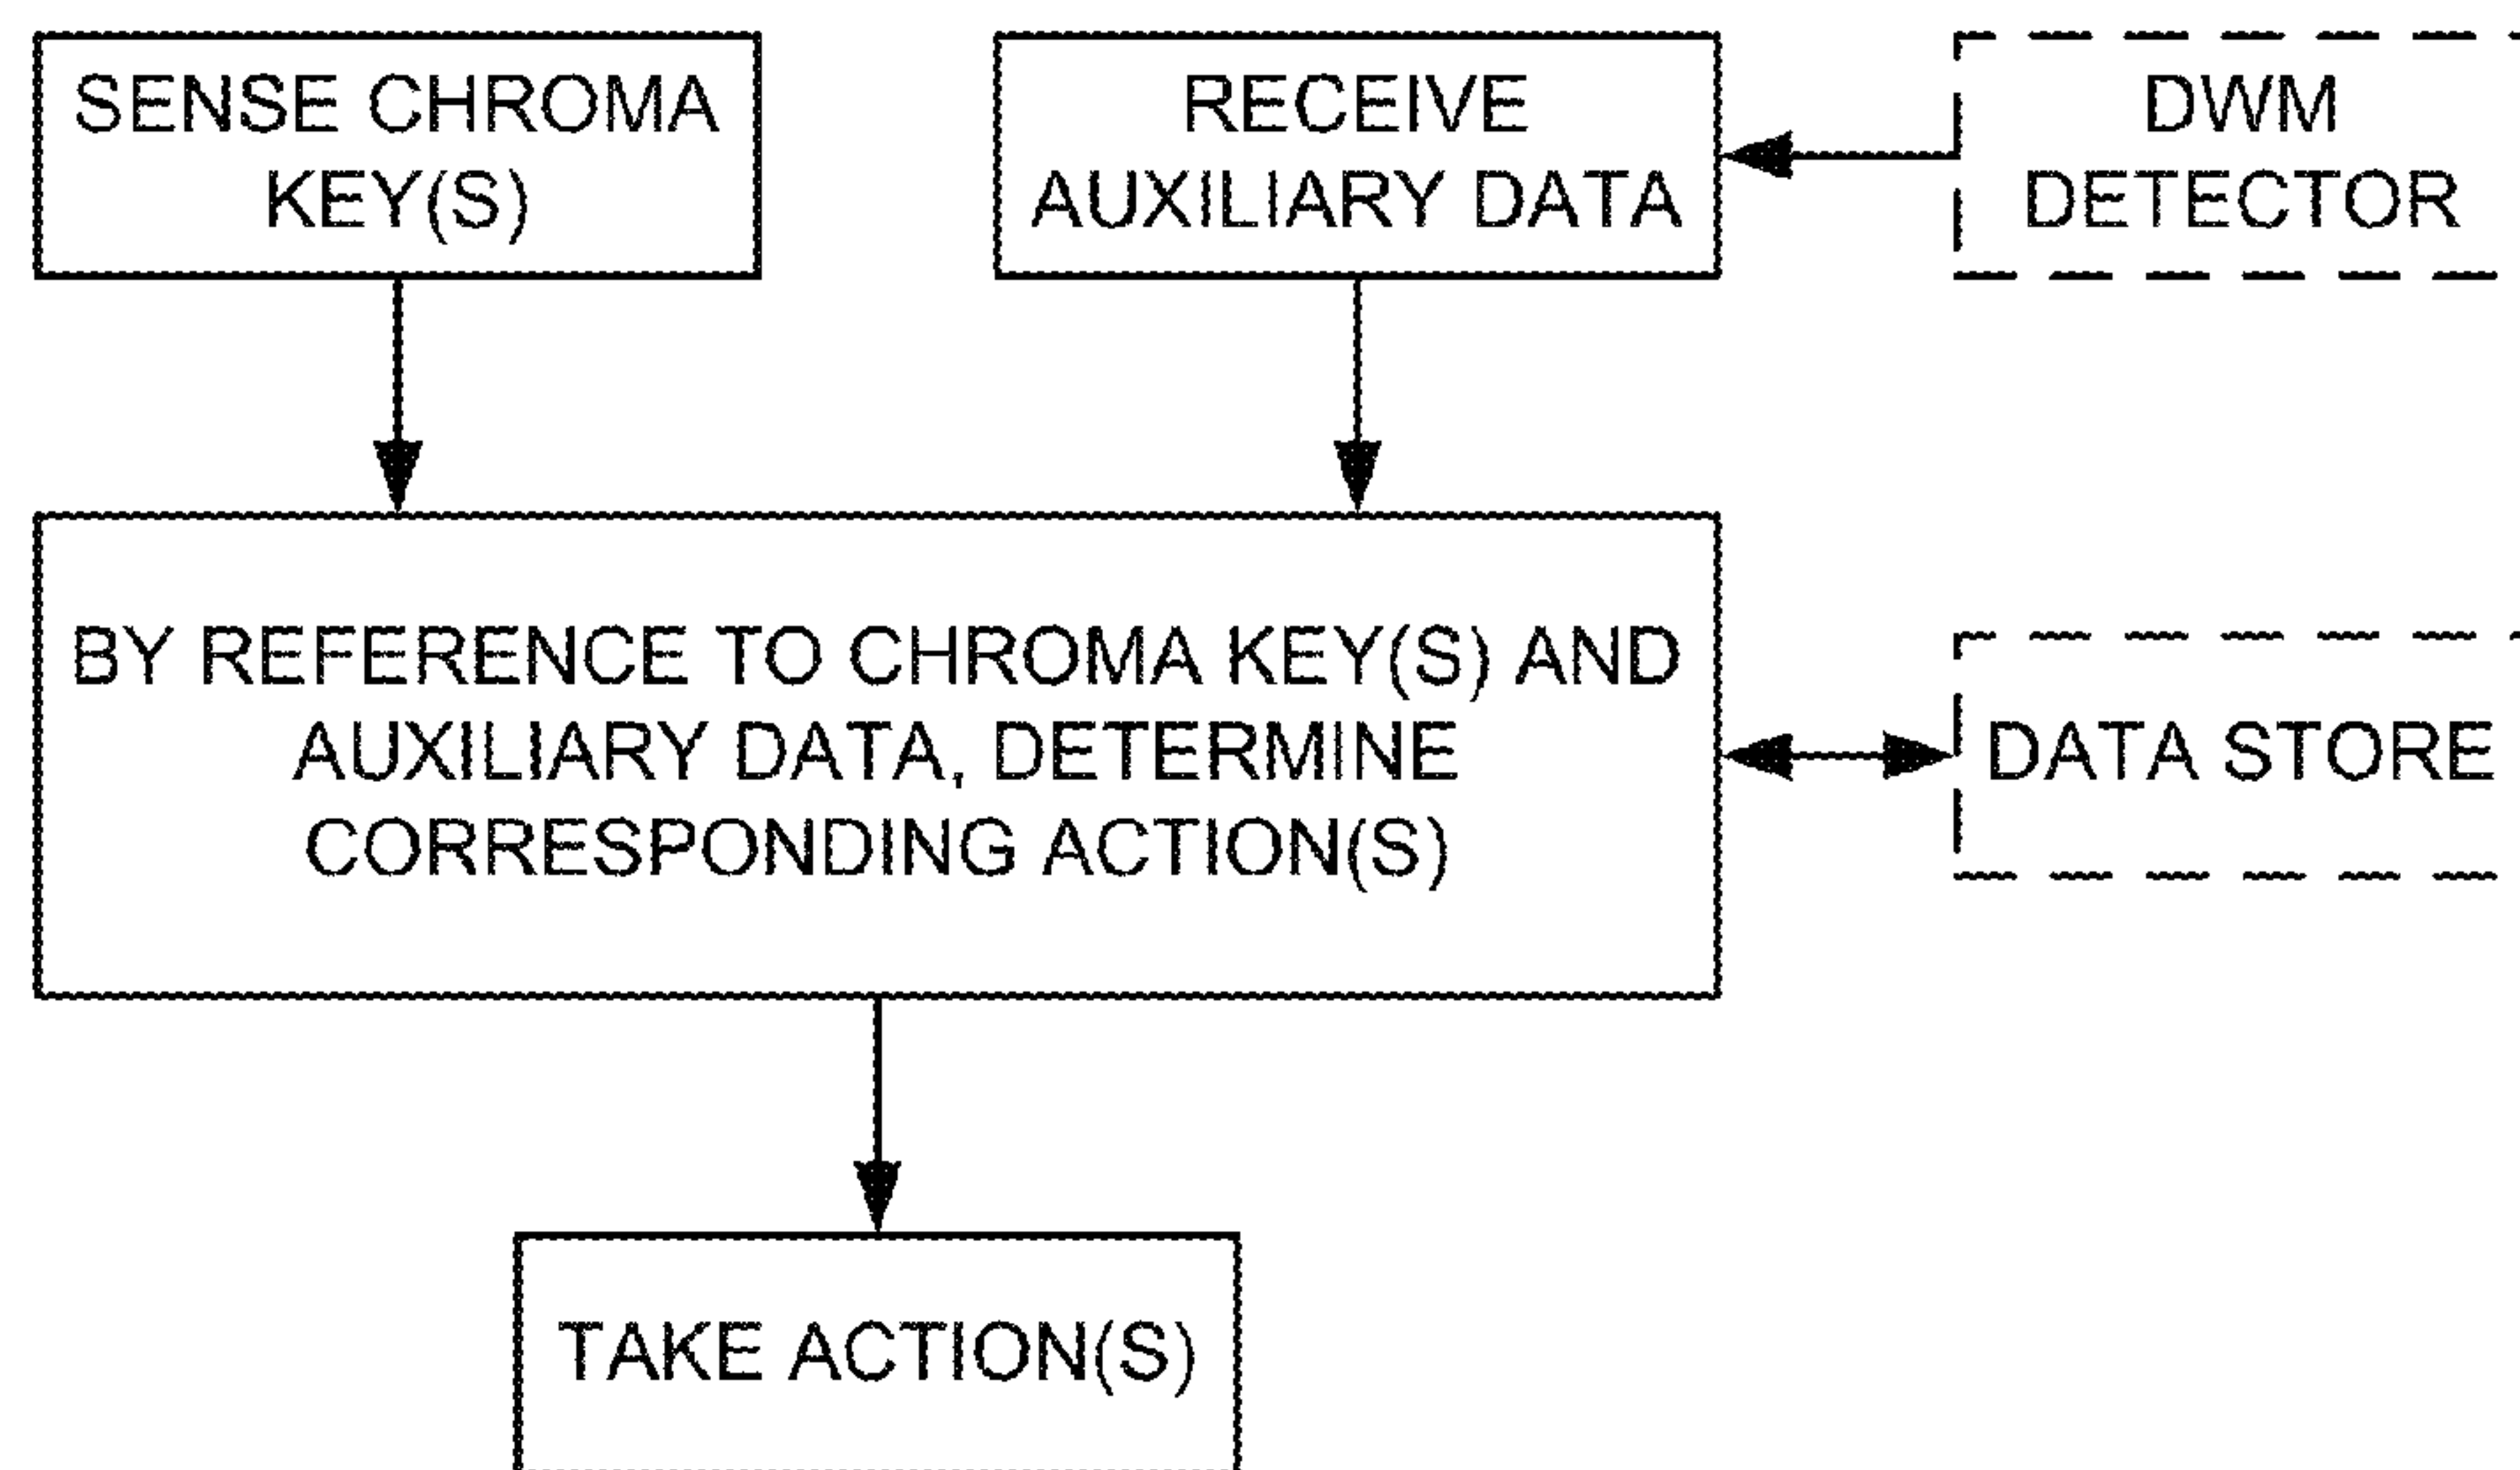 SENSE CHROMA
KEY(S)
RECEIVE
AUXILIARY DATA
DWM
DETECTOR
BY REFERENCE TO CHROMA KEY(S) AND
AUXILIARY DATA, DETERMINE
CORRESPONDING ACTION(S)
DATA STORE
TAKE ACTION(S)